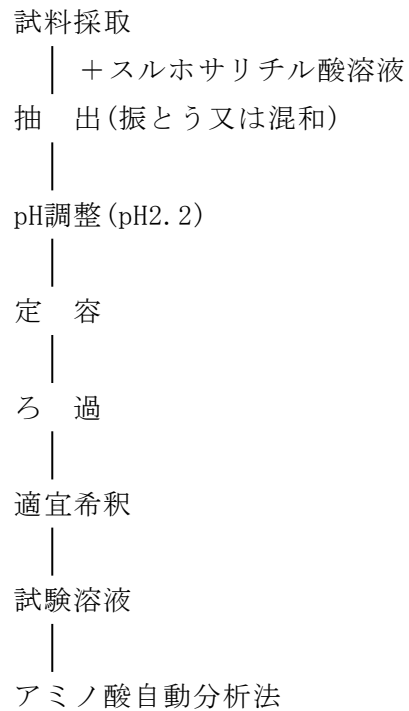 試料採取
＋スルホサリチル酸溶液
抽　出(振とう又は混和)
pH調整(pH2.2)
定　容
ろ　過
適宜希釈
試験溶液
アミノ酸自動分析法